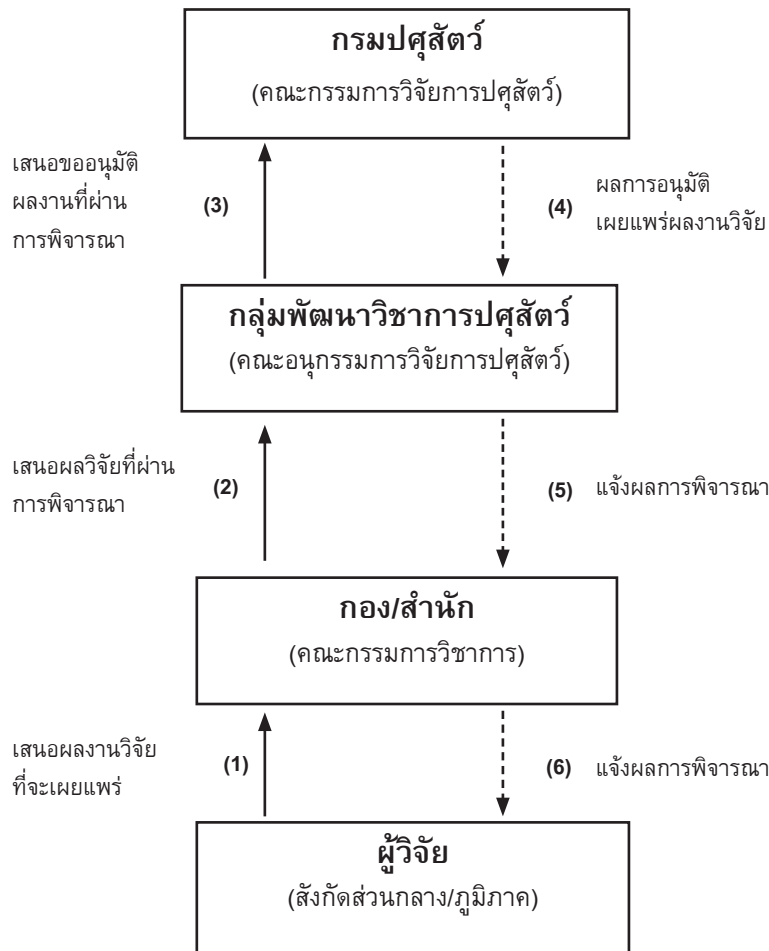 กรมปศุสัตว์
(คณะกรรมการวิจัยการปศุสัตว์)
เสนอขออนุมัติ
ผลงานที่ผ่าน
การพิจารณา
(3)
(4)
ผลการอนุมัติ
เผยแพร่ผลงานวิจัย
กลุ่มพัฒนาวิชาการปศุสัตว์
(คณะอนุกรรมการวิจัยการปศุสัตว์)
เสนอผลวิจัยที่ผ่าน
การพิจารณา
(2)
(5)
แจ้งผลการพิจารณา
กอง/สำนัก
(คณะกรรมการวิชาการ)
เสนอผลงานวิจัย
ที่จะเผยแพร่
(1)
(6)
แจ้งผลการพิจารณา
ผู้วิจัย
(สังกัดส่วนกลาง/ภูมิภาค)